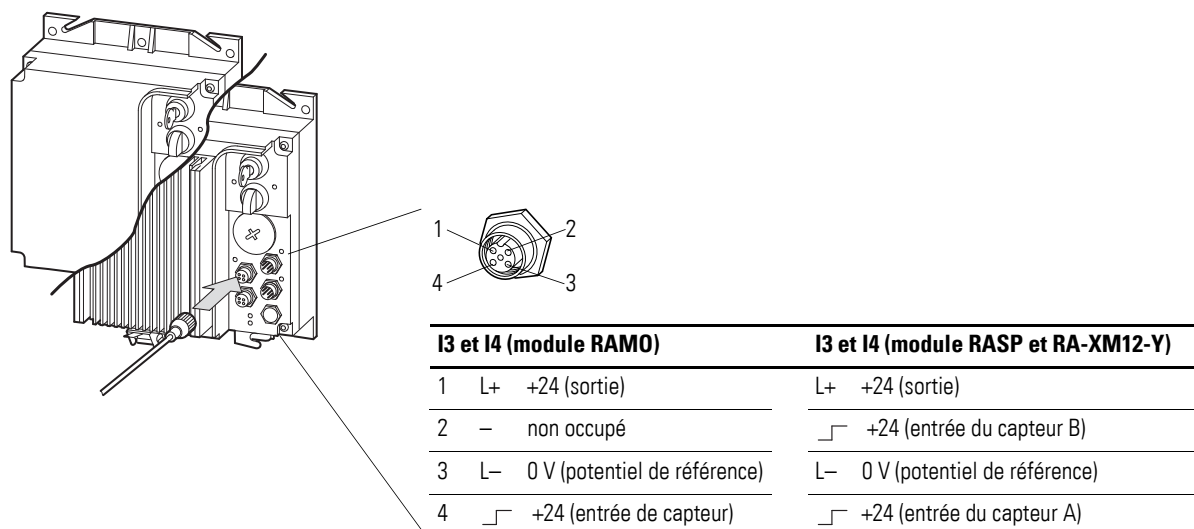 1 2
4 3
I3 et I4 (module RAMO) I3 et I4 (module RASP et RA-XM12-Y)
1 L+ +24 (sortie) L+ +24 (sortie)
2 – non occupé +24 (entrée du capteur B)
3 L– 0 V (potentiel de référence) L– 0 V (potentiel de référence)
4 +24 (entrée de capteur) +24 (entrée du capteur A)